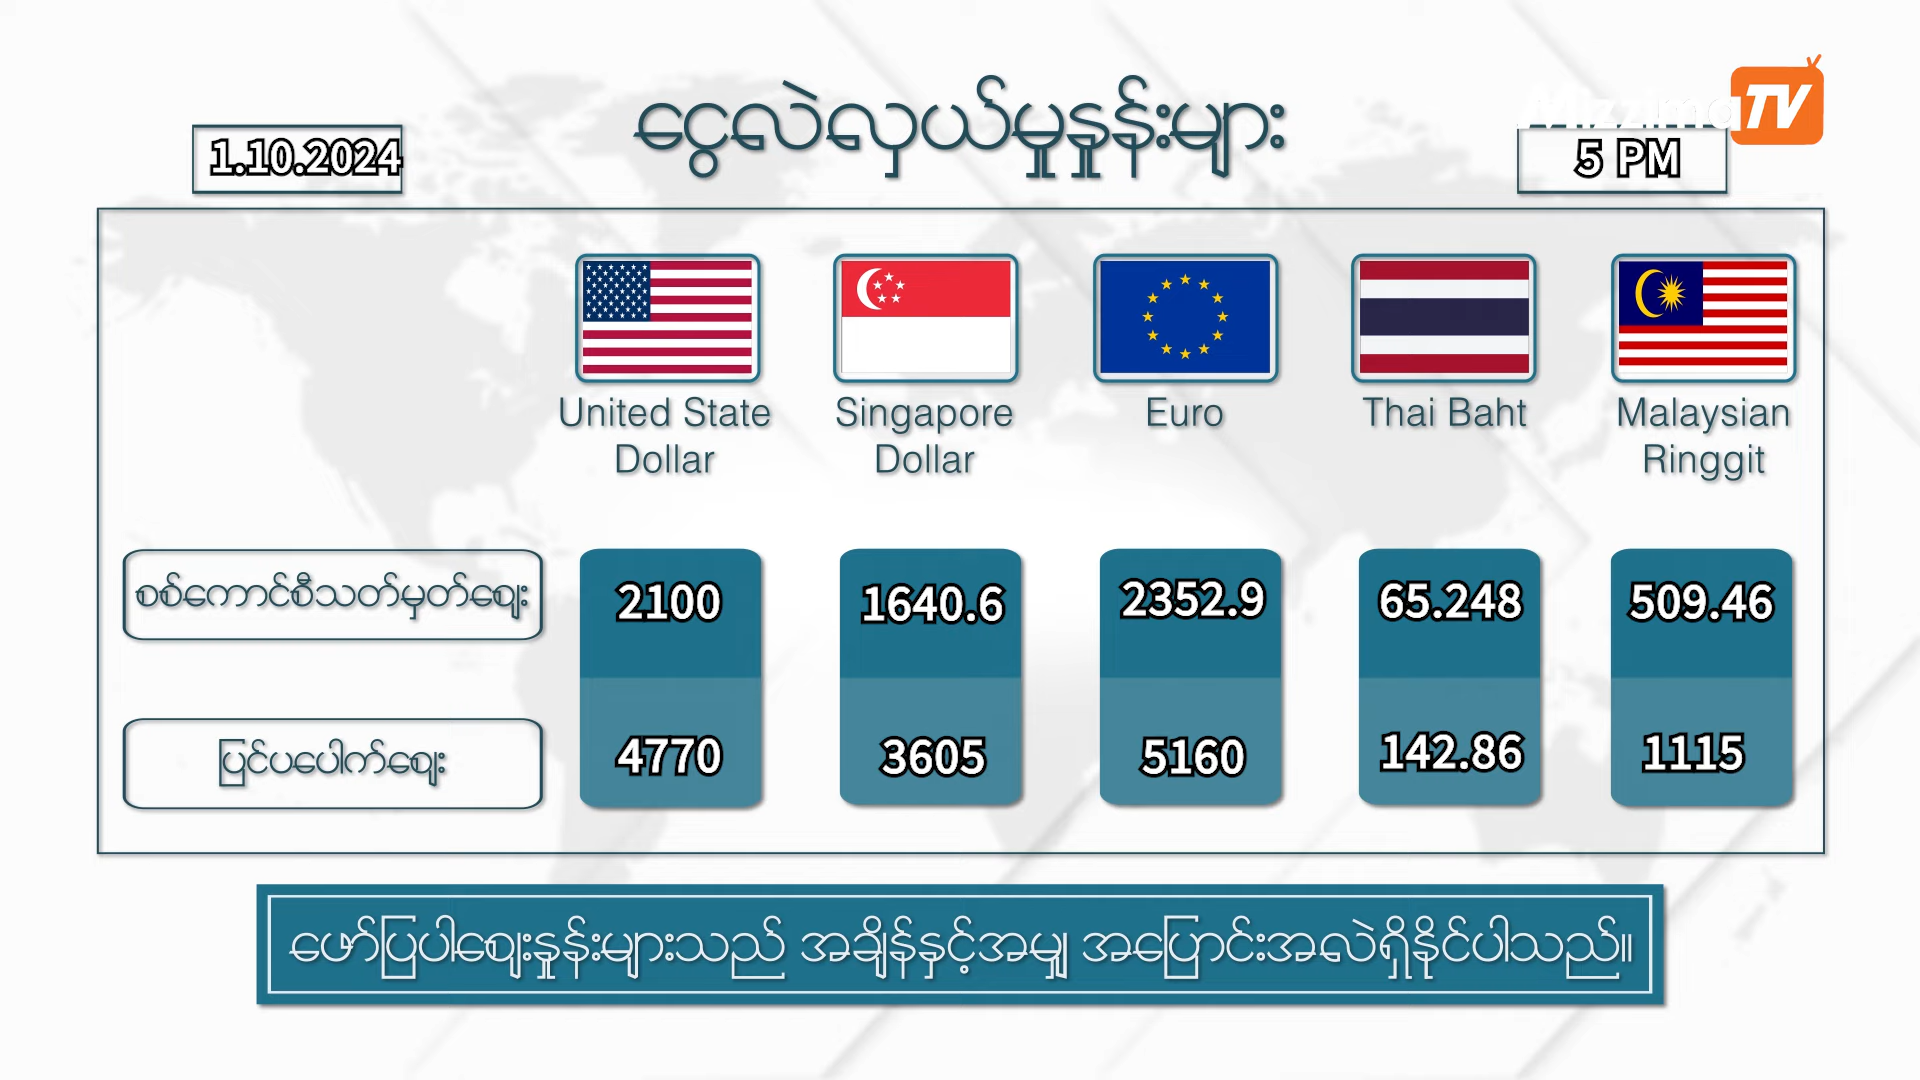 ငွေလဲလှယ်မှုနှုန်းများ
Mizzima TV
1.10.2024
5 PM
United State
Dollar
Singapore
Dollar
Euro
Thai Baht
Malaysian
Ringgit
စစ်ကောင်စီသတ်မှတ်ဈေး
2100
1640.6
2352.9
65.248
509.46
ပြင်ပပေါက်ဈေး
4770
3605
5160
142.86
1115
ဖော်ပြပါဈေးနှုန်းများသည် အချိန်နှင့်အမျှ အပြောင်းအလဲရှိနိုင်ပါသည်။